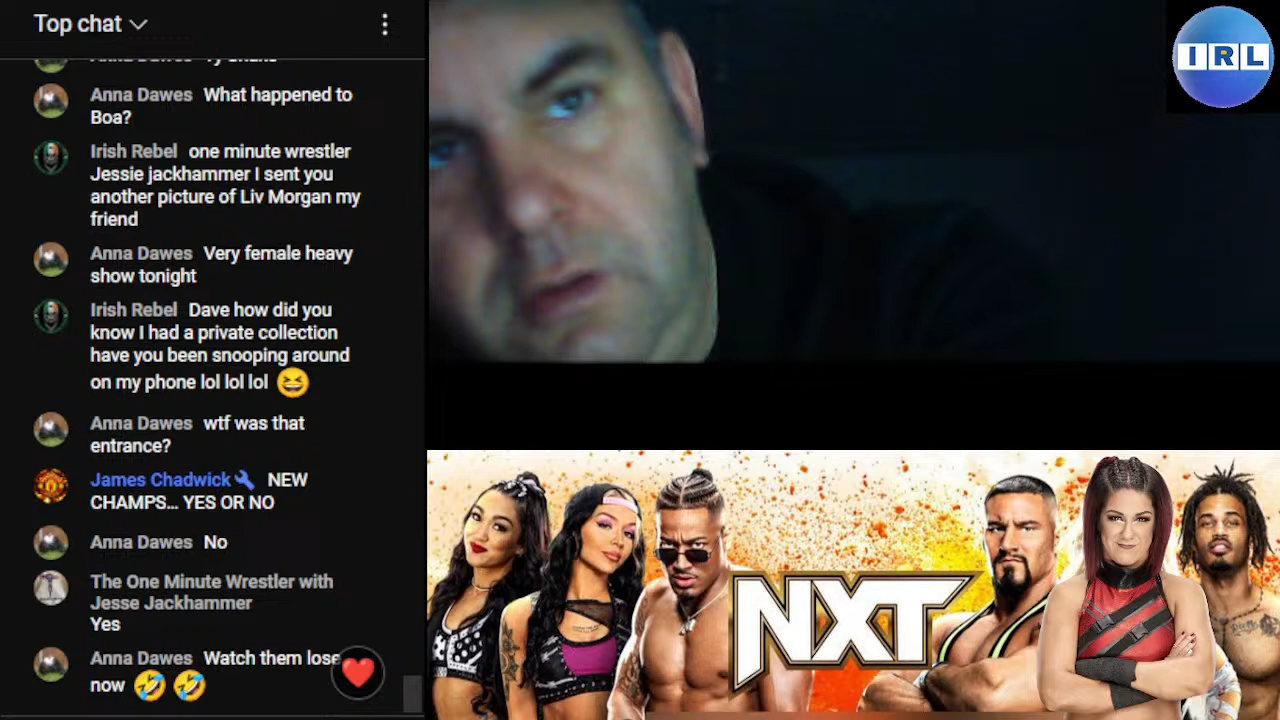 Top chat
Anna Dawes What happened to
Boa?
Irish Rebel one minute wrestler
Jessie jackhammer I sent you
another picture of Liv Morgan my
friend
Anna Dawes Very female heavy
show tonight
Irish Rebel Dave how did you
know I had a private collection
have you been snooping around
on my phone lol lol lol 😆
Anna Dawes wtf was that
entrance?
James Chadwick NEW
CHAMPS... YES OR NO
Anna Dawes No
The One Minute Wrestler with
Jesse Jackhammer
Yes
Anna Dawes Watch them lose
now 🤣 🤣
IRL
NXT